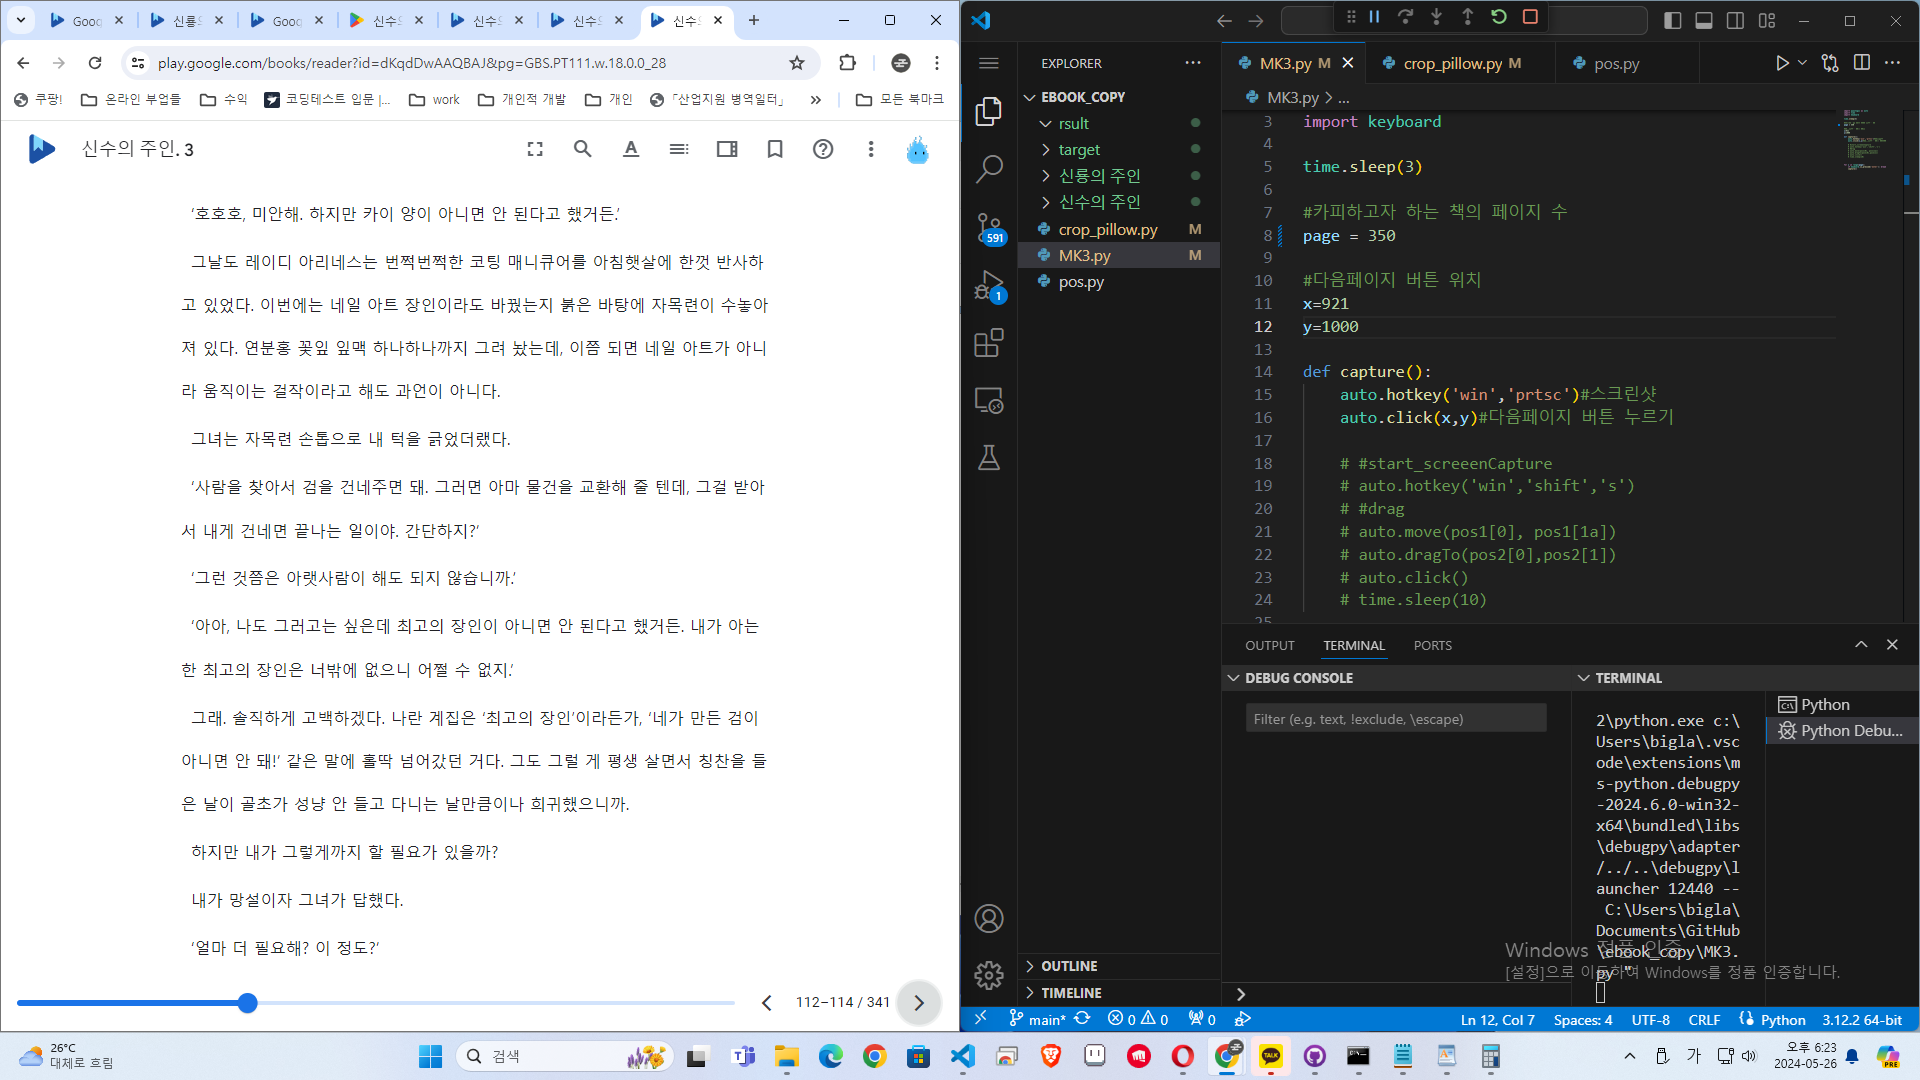 Goog
신룡으
Goog
신수으
신수으
신수으
신수으
play.google.com/books/reader?id=dKqdDwAAQBAJ&pg=GBS.PT111.w.18.0.0_28
쿠팡!
온라인 부업들
수익
코딩테스트 입문 |...
work
개인적 개발
개인
「산업지원 병역일터」
»
모든 북마크
신수의 주인. 3
‘호호호, 미안해. 하지만 카이 양이 아니면 안 된다고 했거든.’
그날도 레이디 아리네스는 번쩍번쩍한 코팅 매니큐어를 아침햇살에 한껏 반사하
고 있었다. 이번에는 네일 아트 장인이라도 바꿨는지 붉은 바탕에 자목련이 수놓아
져 있다. 연분홍 꽃잎 잎맥 하나하나까지 그려 놨는데, 이쯤 되면 네일 아트가 아니
라 움직이는 걸작이라고 해도 과언이 아니다.
그녀는 자목련 손톱으로 내 턱을 긁었더랬다.
‘사람을 찾아서 검을 건네주면 돼. 그러면 아마 물건을 교환해 줄 텐데, 그걸 받아
서 내게 건네면 끝나는 일이야. 간단하지?’
‘그런 것쯤은 아랫사람이 해도 되지 않습니까.’
‘아아, 나도 그러고는 싶은데 최고의 장인이 아니면 안 된다고 했거든. 내가 아는
한 최고의 장인은 너밖에 없으니 어쩔 수 없지.’
그래. 솔직하게 고백하겠다. 나란 계집은 ‘최고의 장인’이라든가, ‘네가 만든 검이
아니면 안 돼!’ 같은 말에 홀딱 넘어갔던 거다. 그도 그럴 게 평생 살면서 칭찬을 들
은 날이 골초가 성냥 안 들고 다니는 날만큼이나 희귀했으니까.
하지만 내가 그렇게까지 할 필요가 있을까?
내가 망설이자 그녀가 답했다.
‘얼마 더 필요해? 이 정도?’
112–114 / 341
EXPLORER
EBOOK_COPY
rsult
target
신룡의 주인
신수의 주인
crop_pillow.py M
MK3.py M
pos.py
591
1
OUTLINE
TIMELINE
MK3.py M
crop_pillow.py M
pos.py
MK3.py > ...
3 import keyboard
4
5 time.sleep(3)
6
7 #카피하고자 하는 책의 페이지 수
8 page = 350
9
10 #다음페이지 버튼 위치
11 x=921
12 y=1000
13
14 def capture():
15 auto.hotkey('win','prtsc')#스크린샷
16 auto.click(x,y)#다음페이지 버튼 누르기
17
18 # #start_screeenCapture
19 # auto.hotkey('win','shift','s')
20 # #drag
21 # auto.move(pos1[0], pos1[1a])
22 # auto.dragTo(pos2[0],pos2[1])
23 # auto.click()
24 # time.sleep(10)
25
OUTPUT
TERMINAL
PORTS
DEBUG CONSOLE
Filter (e.g. text, !exclude, \escape)
TERMINAL
2\python.exe c:\
Users\bigla\.vsc
ode\extensions\m
s-python.debugpy
-2024.6.0-win32-
x64\bundled\libs
\debugpy\adapter
/../..\debugpy\l
auncher 12440 --
C:\Users\bigla\
Documents\GitHub
\ebook_copy\MK3.
py "
Python
Python Debu...
Windows 정품 인증
[설정]으로 이동하여 Windows를 정품 인증합니다.
main*
0 0
0
Ln 12, Col 7
Spaces: 4
UTF-8
CRLF
Python
3.12.2 64-bit
26°C
대체로 흐림
검색
TALK
가
오후 6:23
2024-05-26
PRE